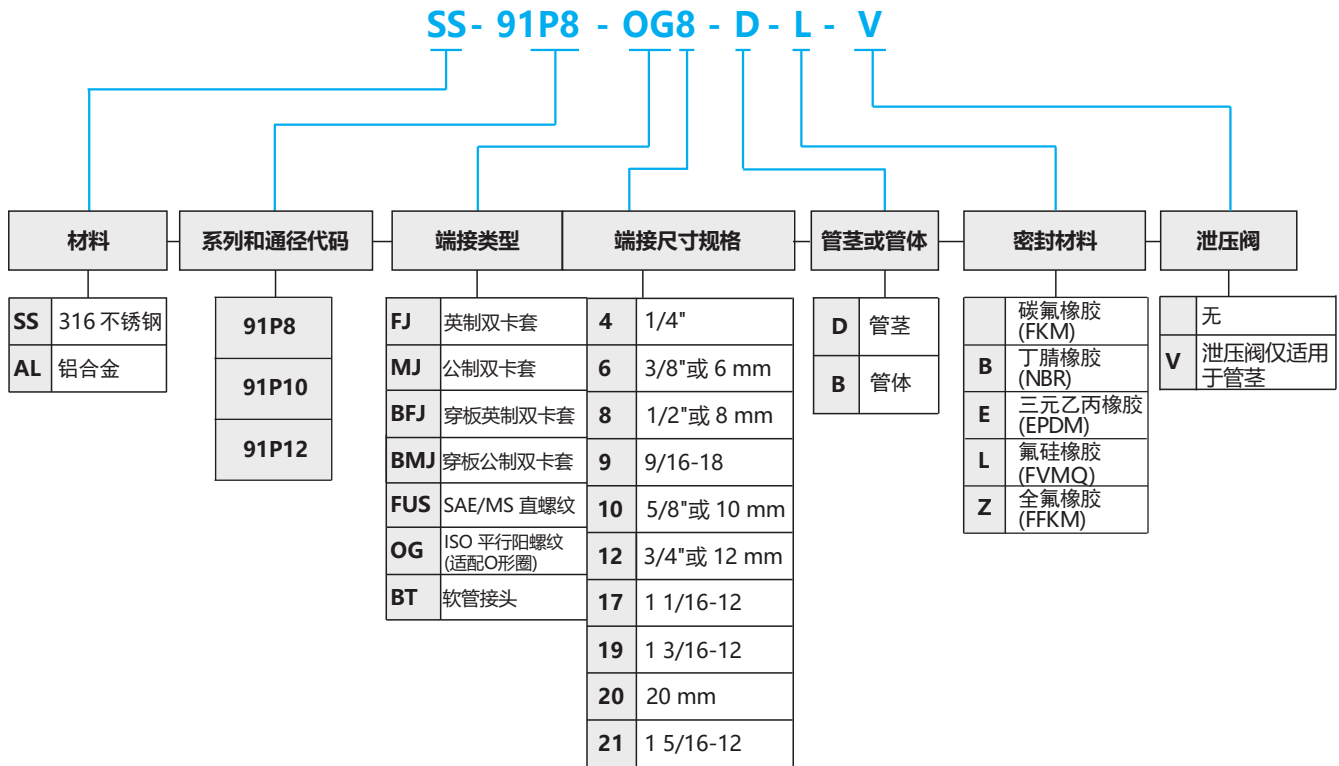 SS- 91P8 - OG8 - D - L - V
材料
系列和通径代码
端接类型
端接尺寸规格
管茎或管体
密封材料
泄压阀
SS 316 不锈钢
AL 铝合金
91P8
91P10
91P12
FJ 英制双卡套
MJ 公制双卡套
BFJ 穿板英制双卡套
BMJ 穿板公制双卡套
FUS SAE/MS 直螺纹
OG ISO 平行阳螺纹
(适配O形圈)
BT 软管接头
4 1/4"
6 3/8"或 6 mm
8 1/2"或 8 mm
9 9/16-18
10 5/8"或 10 mm
12 3/4"或 12 mm
17 1 1/16-12
19 1 3/16-12
20 20 mm
21 1 5/16-12
D 管茎
B 管体
碳氟橡胶
(FKM)
B 丁腈橡胶
(NBR)
E 三元乙丙橡胶
(EPDM)
L 氟硅橡胶
(FVMQ)
Z 全氟橡胶
(FFKM)
无
V 泄压阀仅适用
于管茎